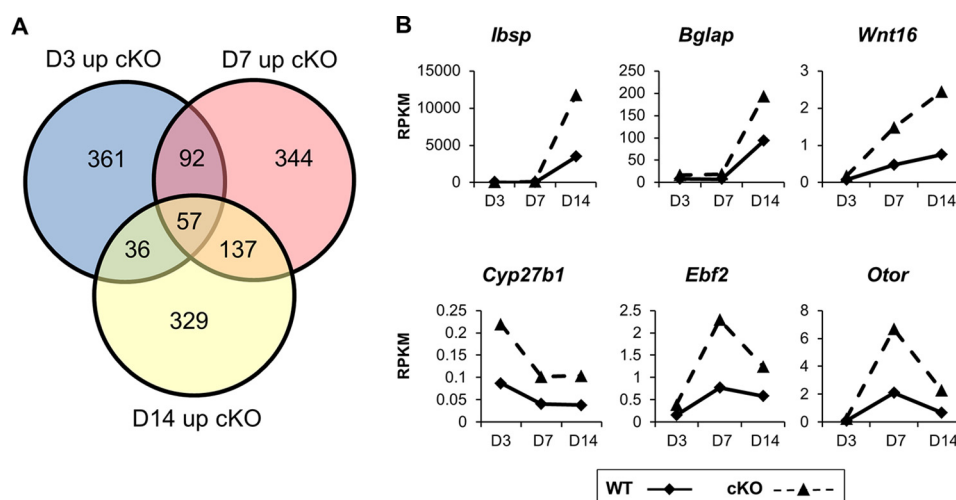 A
D3 up cKO
D7 up cKO
361
92
344
57
36
137
329
D14 up cKO
B
Ibsp
Bglap
Wnt16
RPKM
15000
10000
5000
0
D3 D7 D14
250
200
150
100
50
0
D3 D7 D14
3
2
1
0
D3 D7 D14
Cyp27b1
Ebf2
Otor
RPKM
0.25
0.2
0.15
0.1
0.05
0
D3 D7 D14
2.5
2
1.5
1
0.5
0
D3 D7 D14
8
6
4
2
0
D3 D7 D14
WT cKO